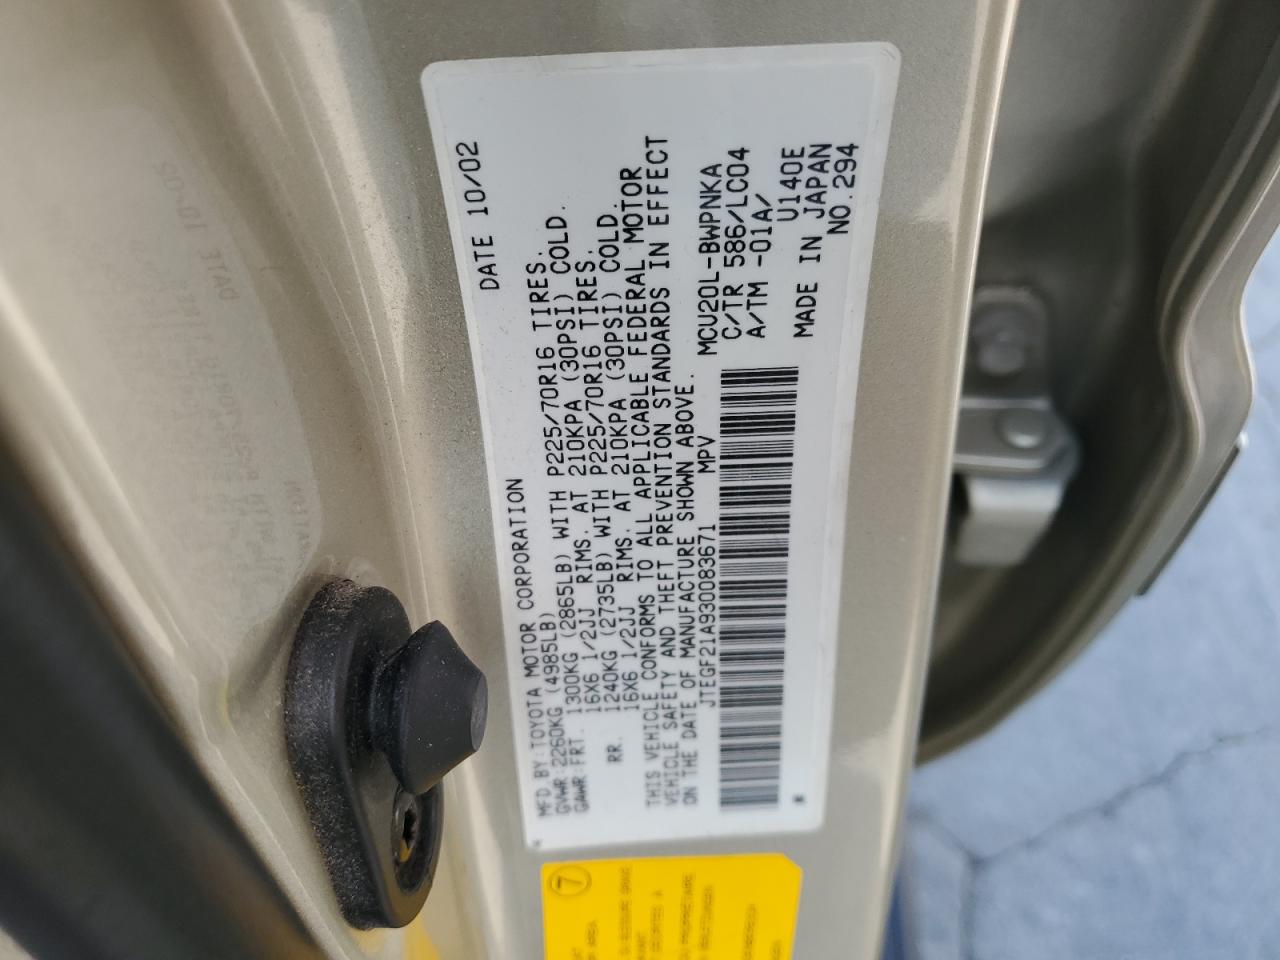 MFD. BY: TOYOTA MOTOR CORPORATION DATE 10/02
GVWR: 2260KG (4985LB)
GAWR: FRT. 1300KG (2865LB) WITH P225/70R16 TIRES.
16X6 1/2JJ RIMS. AT 210KPA (30PSI) COLD.
RR. 1240KG (2735LB) WITH P225/70R16 TIRES.
16X6 1/2JJ RIMS. AT 210KPA (30PSI) COLD.
THIS VEHICLE CONFORMS TO ALL APPLICABLE FEDERAL MOTOR
VEHICLE SAFETY AND THEFT PREVENTION STANDARDS IN EFFECT
ON THE DATE OF MANUFACTURE SHOWN ABOVE.
JTEGF21A930083671 MPV
MCU20L-BWPNKA
C/TR 586/LC04
A/TM -01A/
U140E
MADE IN JAPAN
NO.294
7